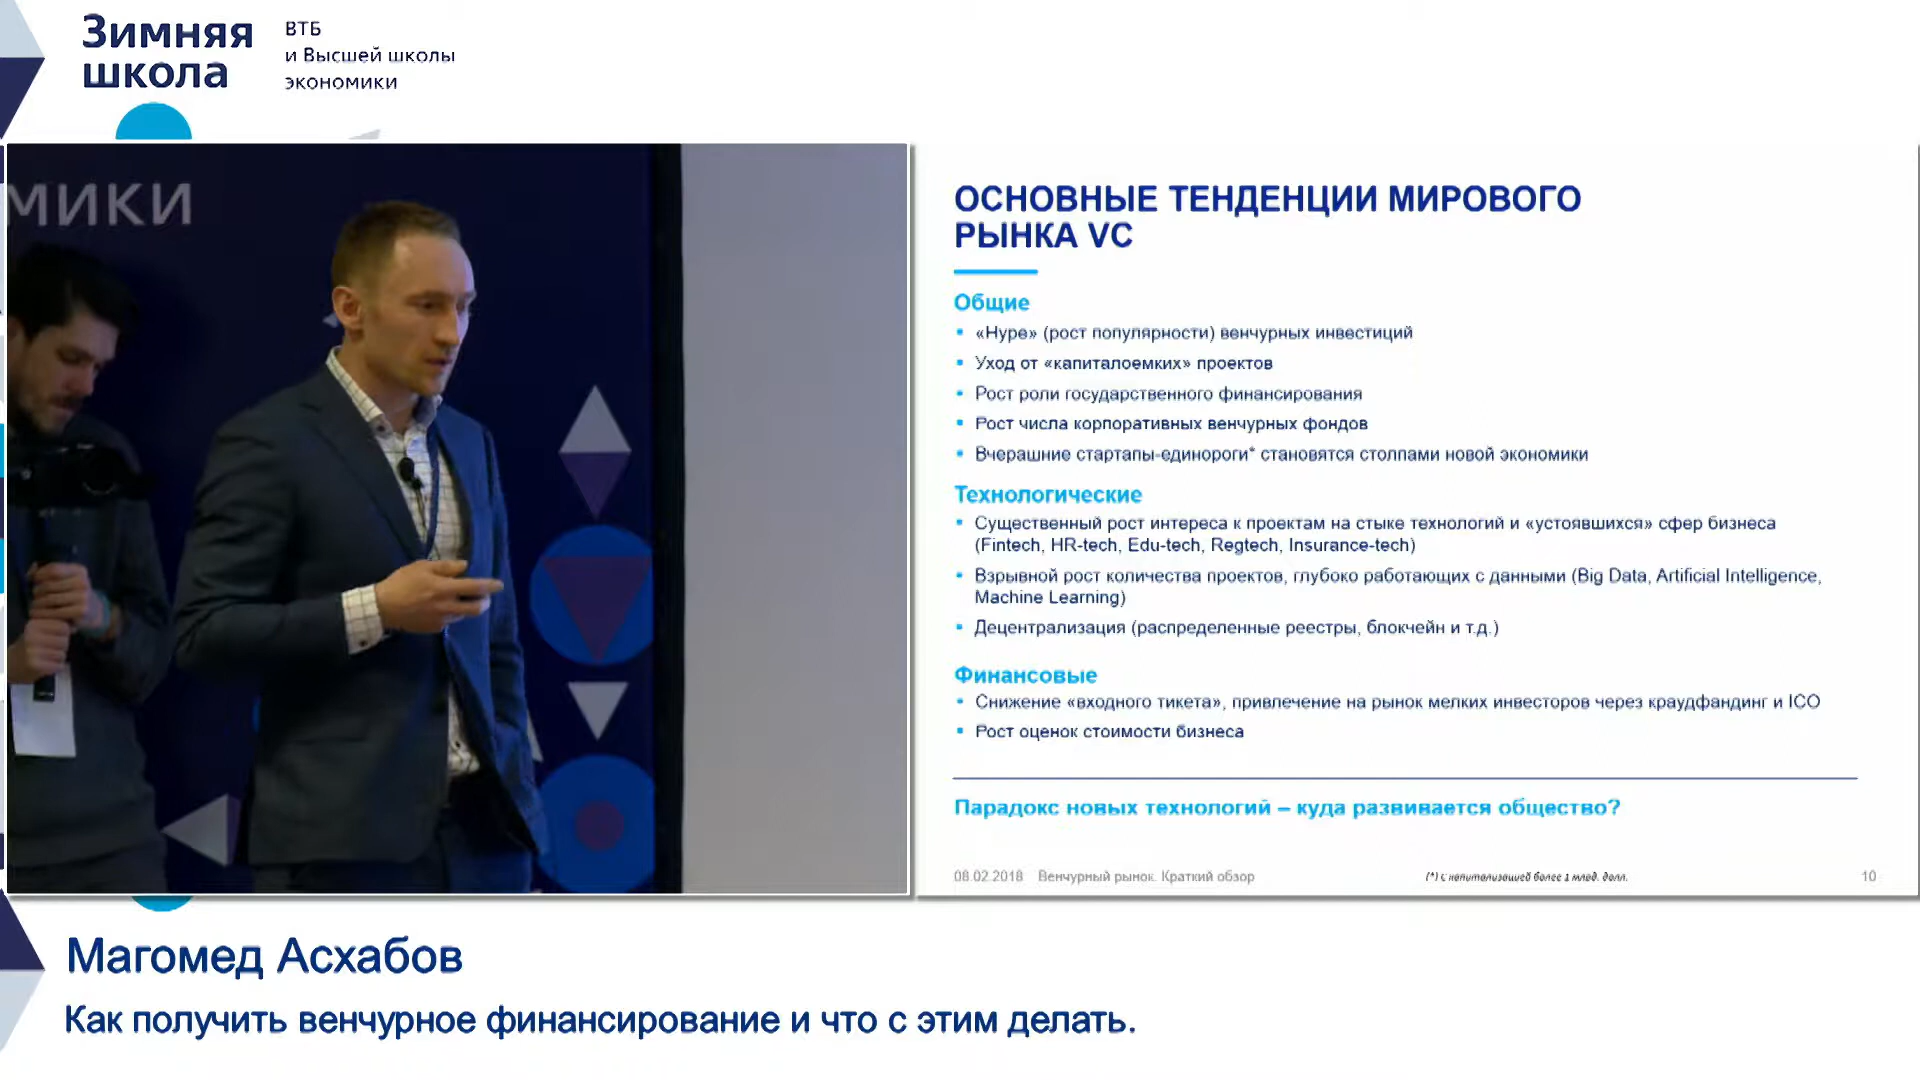 Зимняя
школа
ВТБ
и Высшей школы
экономики
МИКИ
ОСНОВНЫЕ ТЕНДЕНЦИИ МИРОВОГО
РЫНКА VC
Общие
• «Hype» (рост популярности) венчурных инвестиций
• Уход от «капиталоемких» проектов
• Рост роли государственного финансирования
• Рост числа корпоративных венчурных фондов
• Вчерашние стартапы-единороги* становятся столпами новой экономики
Технологические
• Существенный рост интереса к проектам на стыке технологий и «устоявшихся» сфер бизнеса
(Fintech, HR-tech, Edu-tech, Regtech, Insurance-tech)
• Взрывной рост количества проектов, глубоко работающих с данными (Big Data, Artificial Intelligence,
Machine Learning)
• Децентрализация (распределенные реестры, блокчейн и т.д.)
Финансовые
• Снижение «входного тикета», привлечение на рынок мелких инвесторов через краудфандинг и ICO
• Рост оценок стоимости бизнеса
Парадокс новых технологий – куда развивается общество?
08.02.2018 Венчурный рынок. Краткий обзор
(*) с капитализацией более 1 млрд. долл.
10
Магомед Асхабов
Как получить венчурное финансирование и что с этим делать.